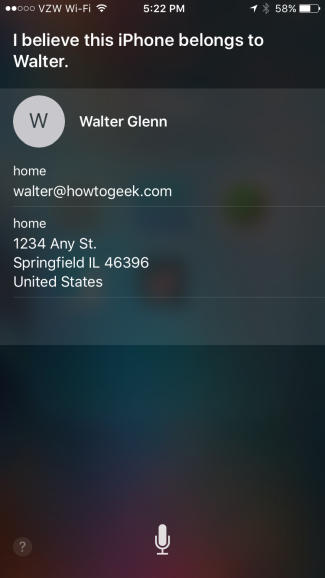 VZW Wi-Fi 5:22 PM 58%
I believe this iPhone belongs to
Walter.
W Walter Glenn
home
walter@howtogeek.com
home
1234 Any St.
Springfield IL 46396
United States
?